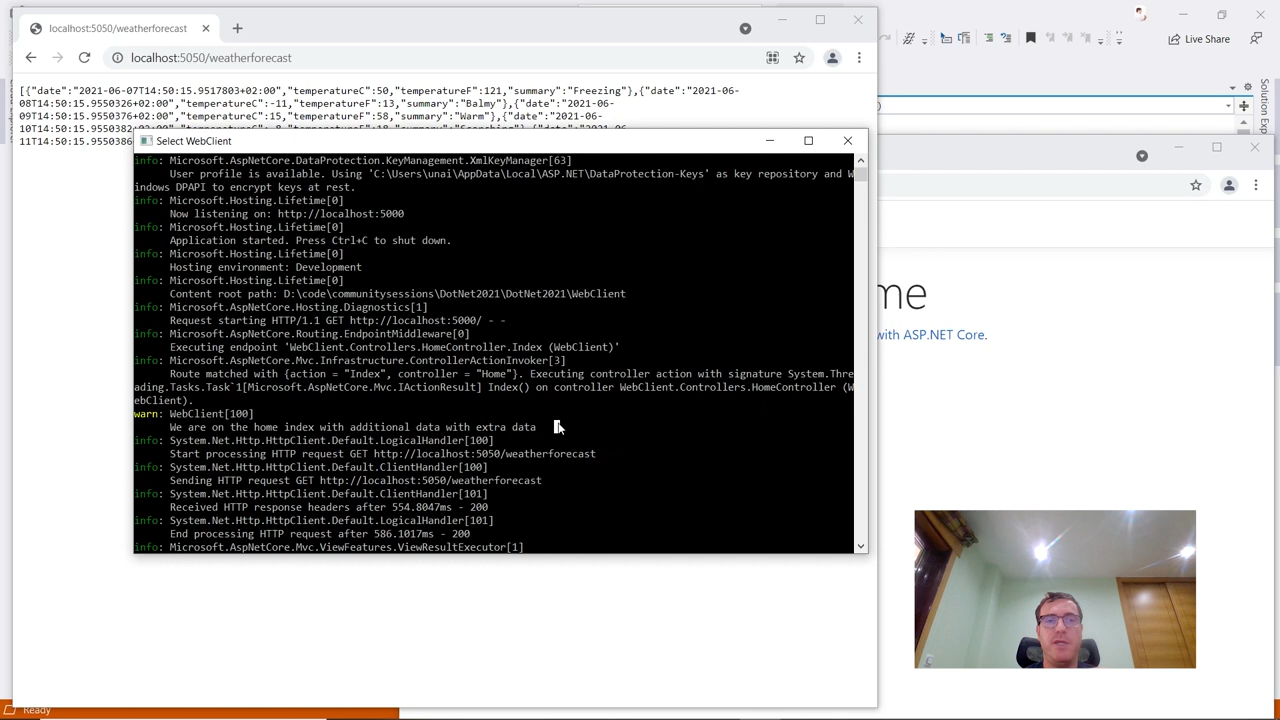 localhost:5050/weatherforecast
localhost:5050/weatherforecast
Live Share
[{"date":"2021-06-07T14:50:15.9517803+02:00","temperatureC":50,"temperatureF":121,"summary":"Freezing"},{"date":"2021-06-
08T14:50:15.9550326+02:00","temperatureC":-11,"temperatureF":13,"summary":"Balmy"},{"date":"2021-06-
09T14:50:15.9550376+02:00","temperatureC":15,"temperatureF":58,"summary":"Warm"},{"date":"2021-06-
11T14:50:15.9550386
Select WebClient
info: Microsoft.AspNetCore.DataProtection.KeyManagement.XmlKeyManager[63]
User profile is available. Using 'C:\Users\unai\AppData\Local\ASP.NET\DataProtection-Keys' as key repository and W
indows DPAPI to encrypt keys at rest.
info: Microsoft.Hosting.Lifetime[0]
Now listening on: http://localhost:5000
info: Microsoft.Hosting.Lifetime[0]
Application started. Press Ctrl+C to shut down.
info: Microsoft.Hosting.Lifetime[0]
Hosting environment: Development
info: Microsoft.Hosting.Lifetime[0]
Content root path: D:\code\communitysessions\DotNet2021\DotNet2021\WebClient
info: Microsoft.AspNetCore.Hosting.Diagnostics[1]
Request starting HTTP/1.1 GET http://localhost:5000/ - -
info: Microsoft.AspNetCore.Routing.EndpointMiddleware[0]
Executing endpoint 'WebClient.Controllers.HomeController.Index (WebClient)'
info: Microsoft.AspNetCore.Mvc.Infrastructure.ControllerActionInvoker[3]
Route matched with {action = "Index", controller = "Home"}. Executing controller action with signature System.Thre
ading.Tasks.Task`1[Microsoft.AspNetCore.Mvc.IActionResult] Index() on controller WebClient.Controllers.HomeController (W
ebClient).
warn: WebClient[100]
We are on the home index with additional data with extra data
info: System.Net.Http.HttpClient.Default.LogicalHandler[100]
Start processing HTTP request GET http://localhost:5050/weatherforecast
info: System.Net.Http.HttpClient.Default.ClientHandler[100]
Sending HTTP request GET http://localhost:5050/weatherforecast
info: System.Net.Http.HttpClient.Default.ClientHandler[101]
Received HTTP response headers after 554.8047ms - 200
info: System.Net.Http.HttpClient.Default.LogicalHandler[101]
End processing HTTP request after 586.1017ms - 200
info: Microsoft.AspNetCore.Mvc.ViewFeatures.ViewResultExecutor[1]
me
with ASP.NET Core.
Ready